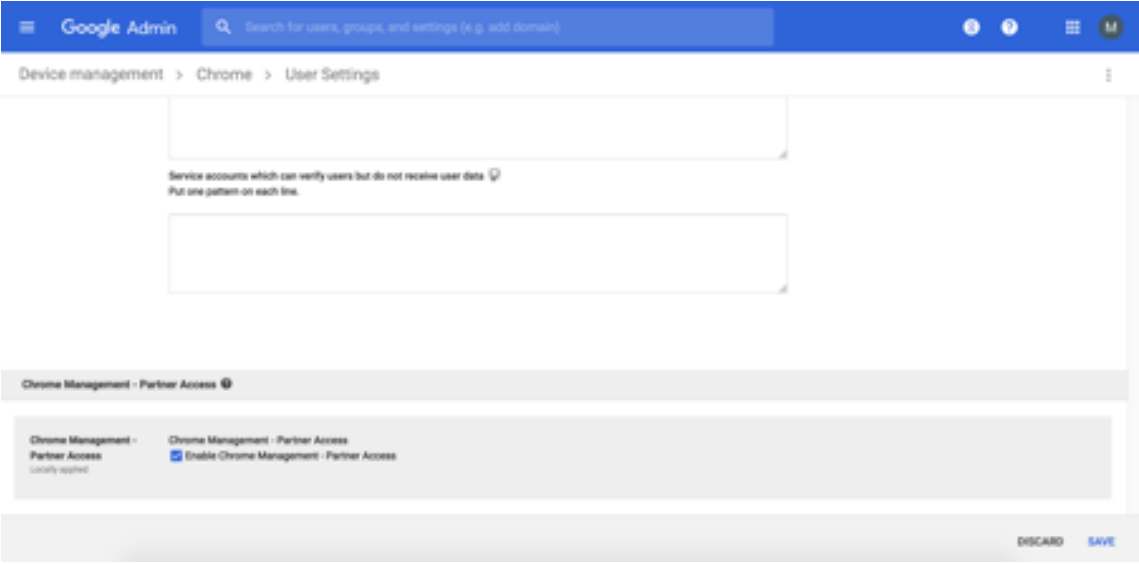 Google Admin
Search for users, groups, and settings (e.g. add domain)
M
Device management > Chrome > User Settings
Service accounts which can verify users but do not receive user data
Put one pattern on each line.
Chrome Management - Partner Access
Chrome Management -
Partner Access
Locally applied
Chrome Management - Partner Access
Enable Chrome Management - Partner Access
DISCARD
SAVE